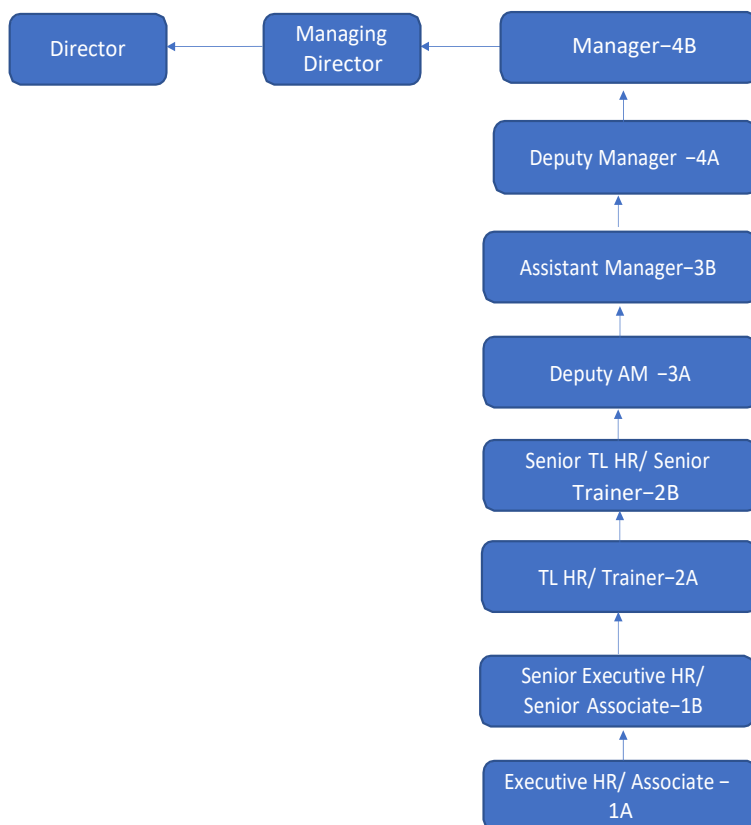 Director
Managing
Director
Manager−4B
Deputy Manager −4A
Assistant Manager−3B
Deputy AM −3A
Senior TL HR/ Senior
Trainer−2B
TL HR/ Trainer−2A
Senior Executive HR/
Senior Associate−1B
Executive HR/ Associate −
1A